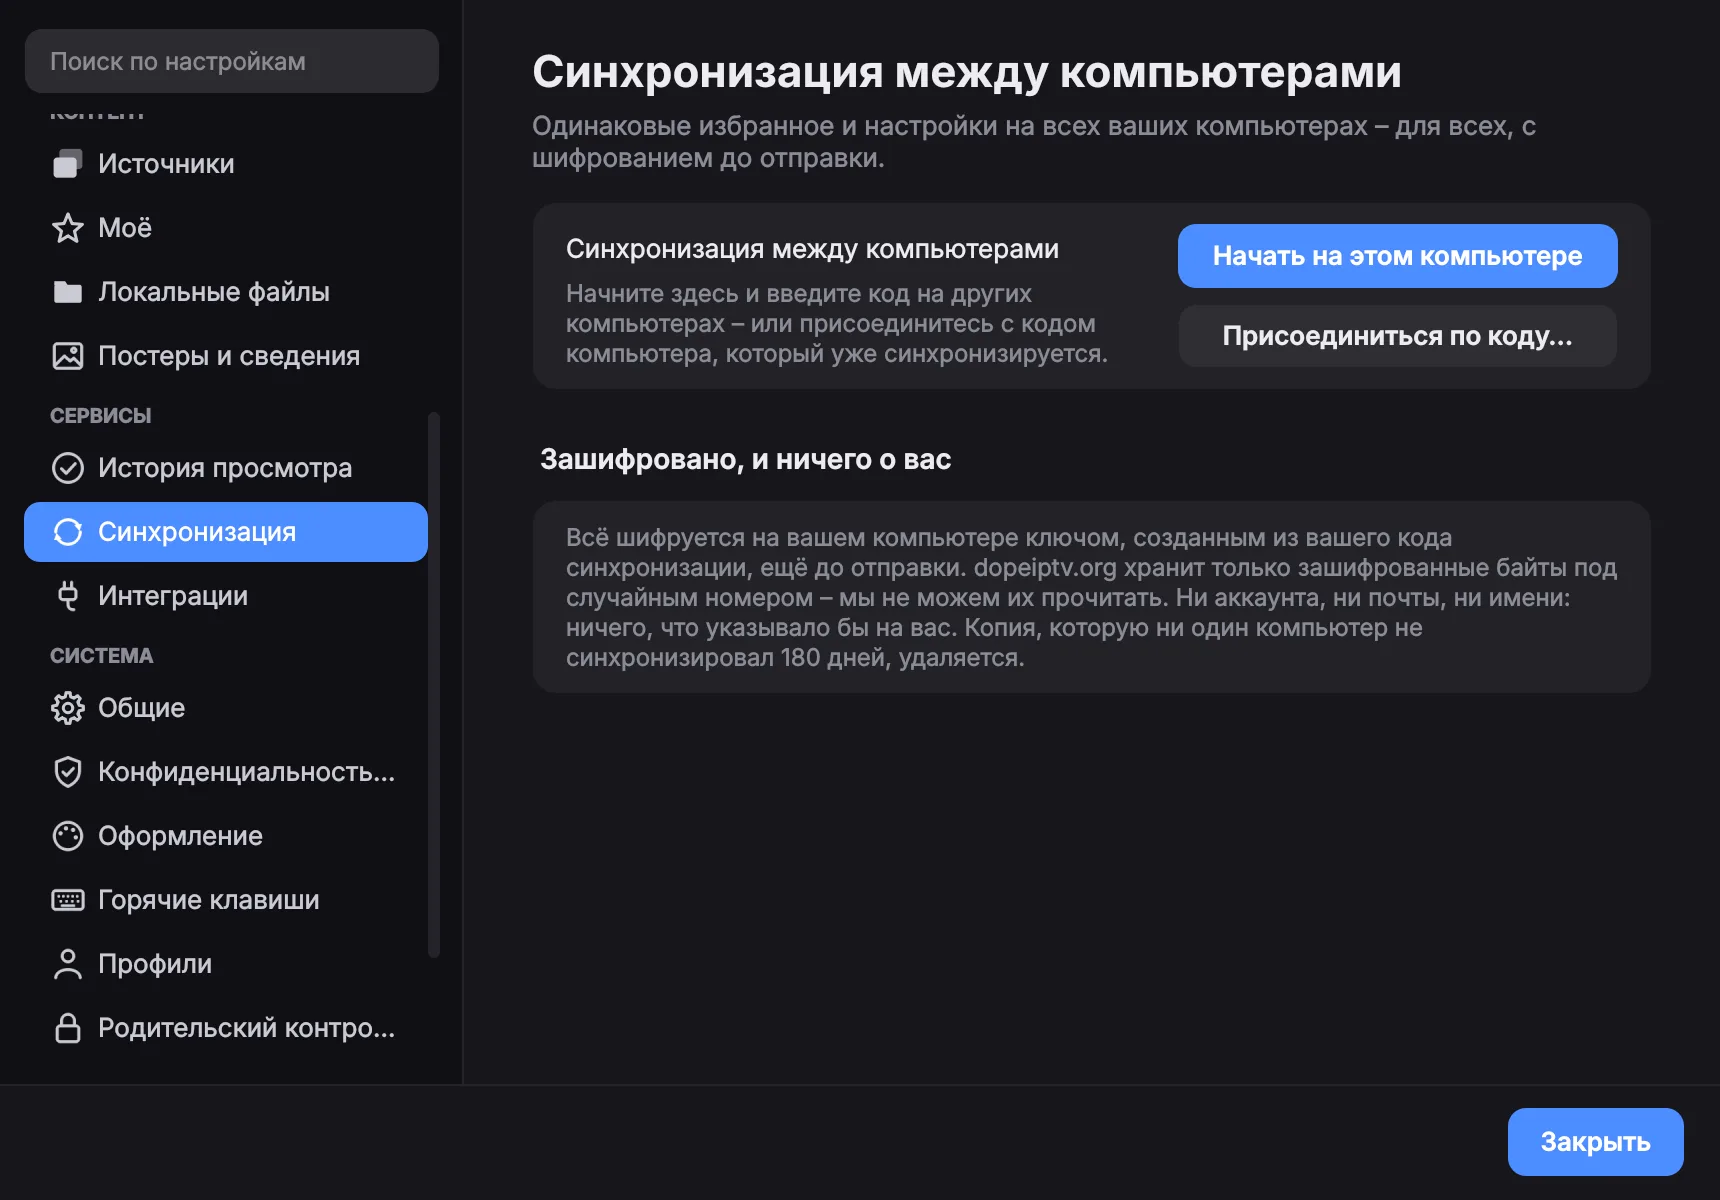 Поиск по настройкам
КОНТЕНТ
Источники
Моё
Локальные файлы
Постеры и сведения
СЕРВИСЫ
История просмотра
Синхронизация
Интеграции
СИСТЕМА
Общие
Конфиденциальность...
Оформление
Горячие клавиши
Профили
Родительский контро...
Синхронизация между компьютерами
Одинаковые избранное и настройки на всех ваших компьютерах – для всех, с
шифрованием до отправки.
Синхронизация между компьютерами
Начните здесь и введите код на других
компьютерах – или присоединитесь с кодом
компьютера, который уже синхронизируется.
Начать на этом компьютере
Присоединиться по коду...
Зашифровано, и ничего о вас
Всё шифруется на вашем компьютере ключом, созданным из вашего кода
синхронизации, ещё до отправки. dopeiptv.org хранит только зашифрованные байты под
случайным номером – мы не можем их прочитать. Ни аккаунта, ни почты, ни имени:
ничего, что указывало бы на вас. Копия, которую ни один компьютер не
синхронизировал 180 дней, удаляется.
Закрыть